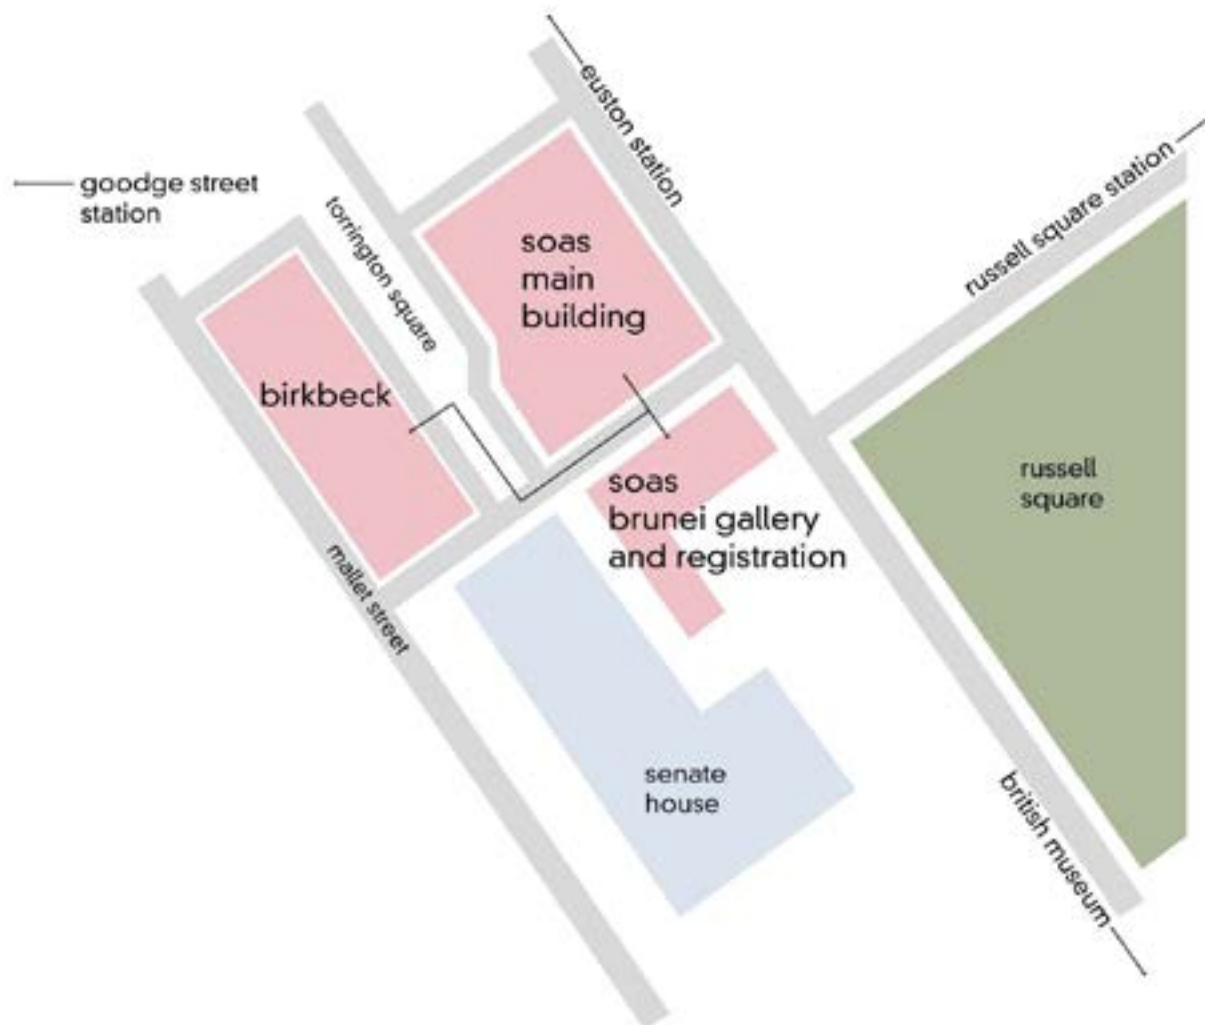 euston station
russell square station
goodge street
station
torrington square
soas
main
building
birkbeck
russell
square
soas
brunei gallery
and registration
mallet street
senate
house
british museum